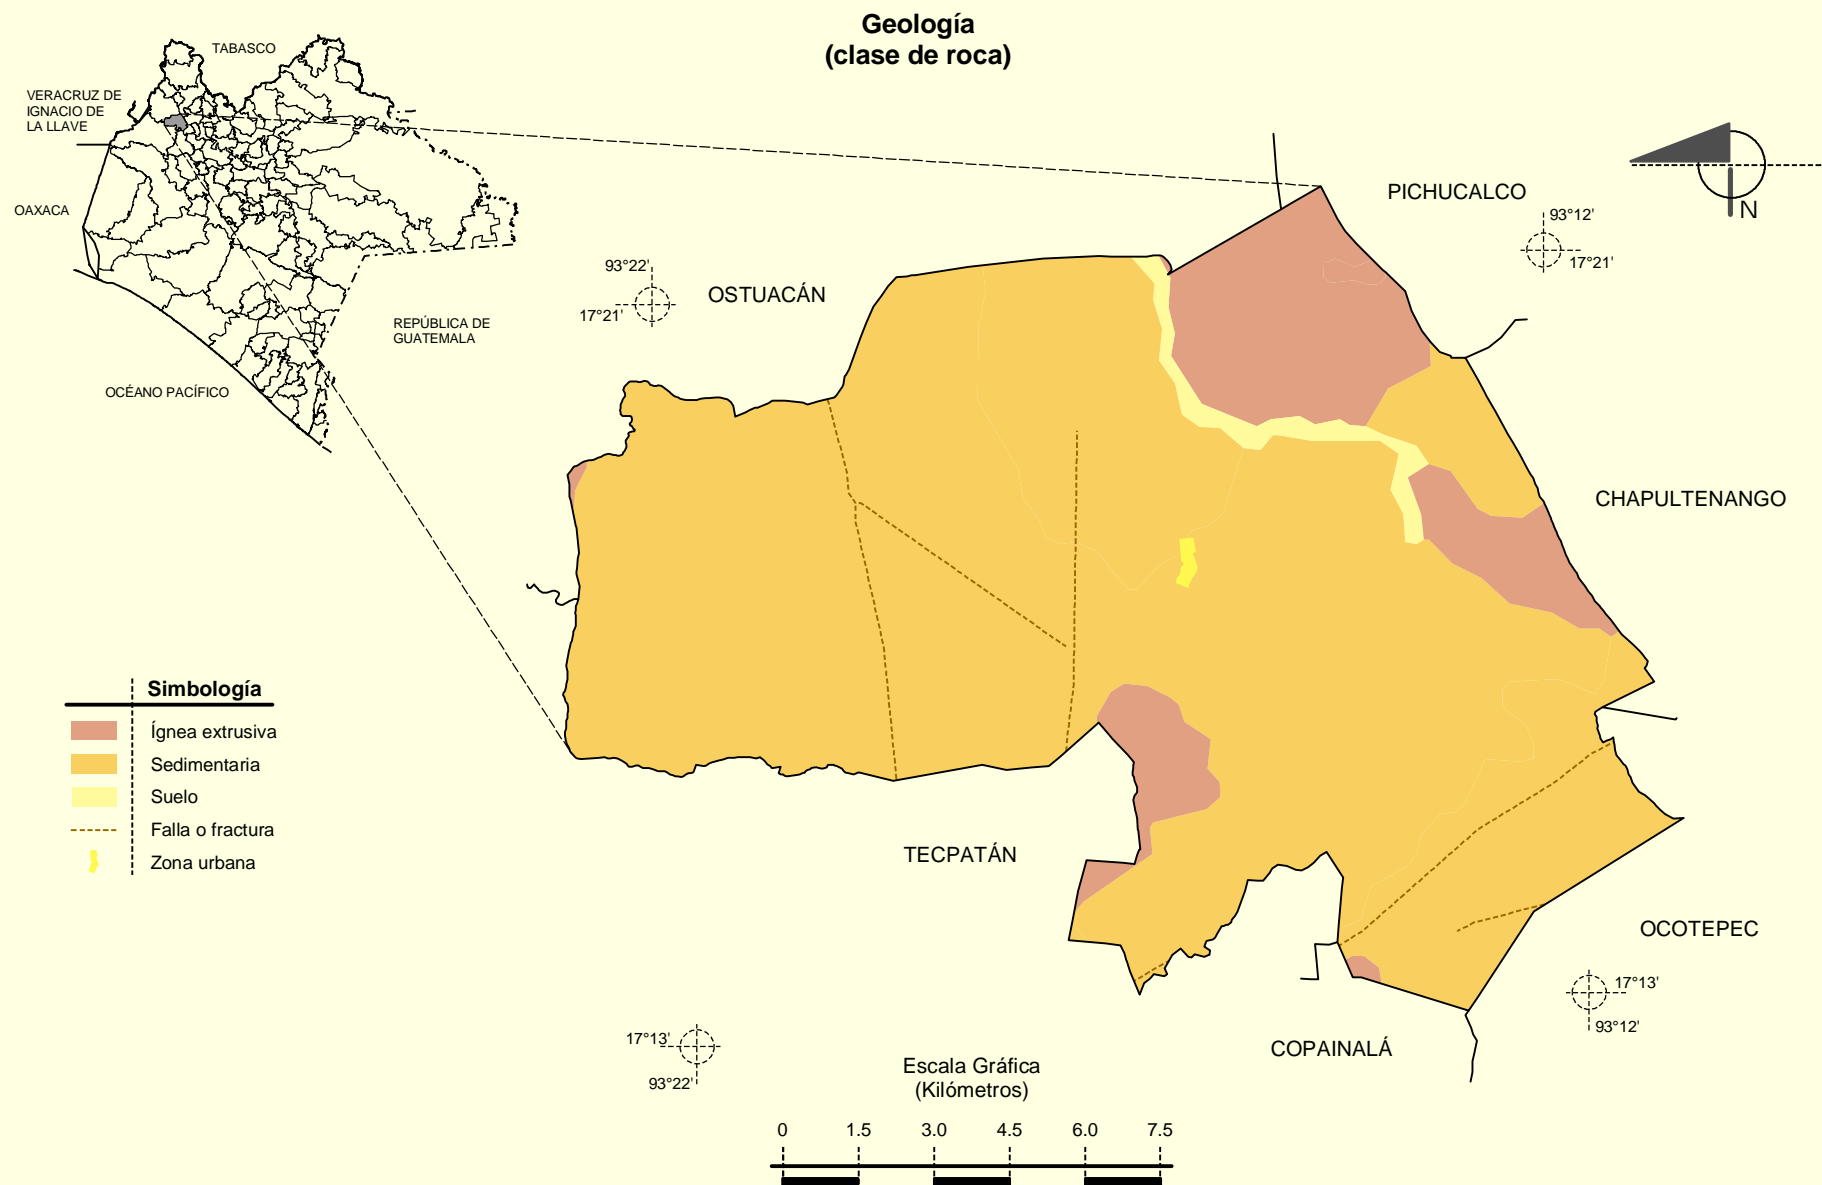 Geología
(clase de roca)
TABASCO
VERACRUZ DE
IGNACIO DE
LA LLAVE
OAXACA
REPÚBLICA DE
GUATEMALA
OCÉANO PACÍFICO
PICHUCALCO
N
93°12'
17°21'
93°22'
17°21'
OSTUACÁN
CHAPULTENANGO
Simbología
Ígnea extrusiva
Sedimentaria
Suelo
Falla o fractura
Zona urbana
TECPATÁN
OCOTEPEC
17°13'
93°12'
17°13'
93°22'
COPAINALÁ
Escala Gráfica
(Kilómetros)
0 1.5 3.0 4.5 6.0 7.5